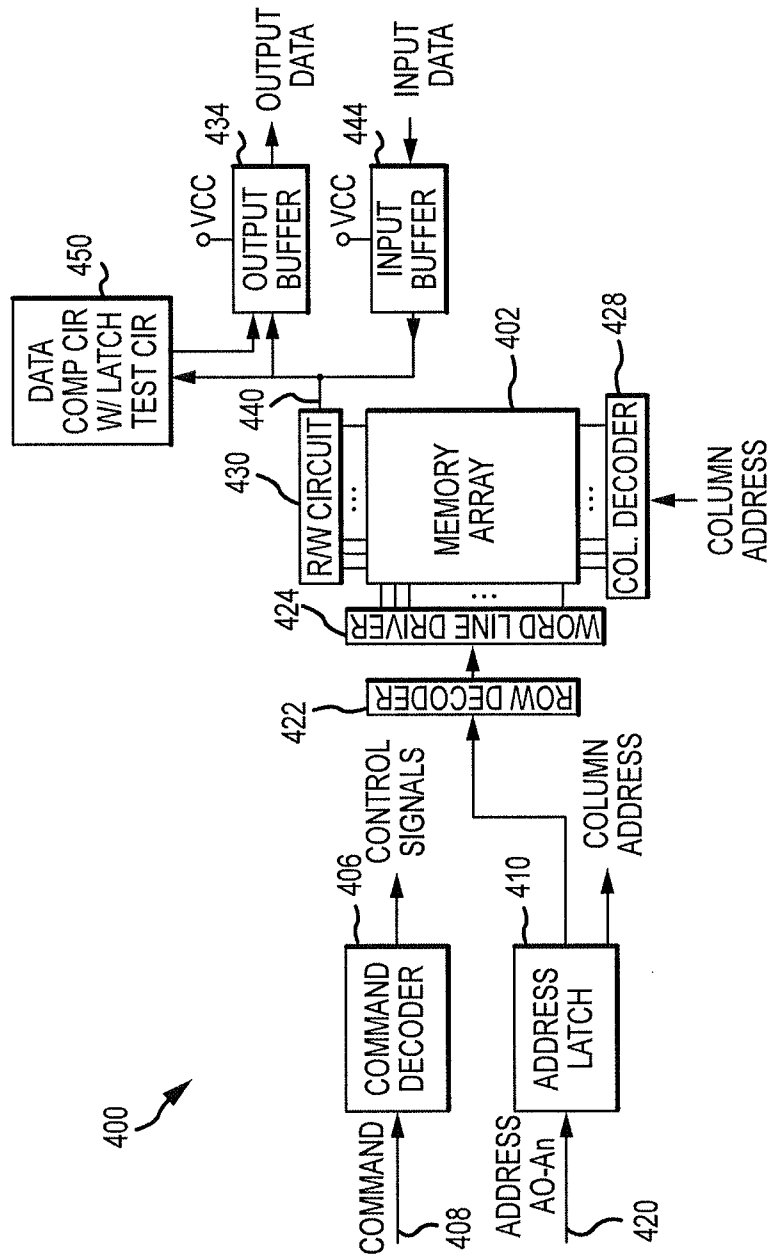 400
450
DATA
COMP CIR
W/ LATCH
TEST CIR
434
VCC
OUTPUT
BUFFER
OUTPUT
DATA
444
VCC
INPUT
BUFFER
INPUT
DATA
440
430
R/W CIRCUIT
...
402
MEMORY
ARRAY
...
...
428
COL. DECODER
COLUMN
ADDRESS
424
WORD LINE DRIVER
422
ROW DECODER
COMMAND
408
406
COMMAND
DECODER
CONTROL
SIGNALS
ADDRESS
AO-An
420
410
ADDRESS
LATCH
COLUMN
ADDRESS